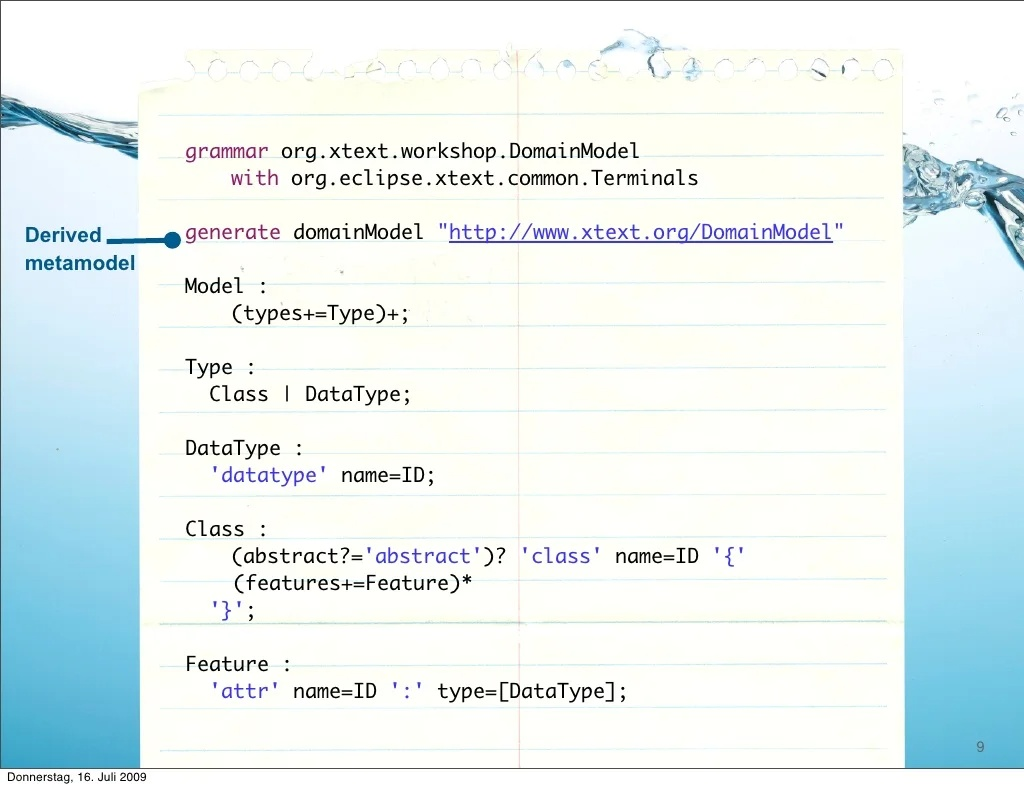 grammar org.xtext.workshop.DomainModel
with org.eclipse.xtext.common.Terminals
Derived
metamodel
generate domainModel "http://www.xtext.org/DomainModel"
Model :
(types+=Type)+;
Type :
Class | DataType;
DataType :
'datatype' name=ID;
Class :
(abstract?='abstract')? 'class' name=ID '{'
(features+=Feature)*
'}';
Feature :
'attr' name=ID ':' type=[DataType];
9
Donnerstag, 16. Juli 2009